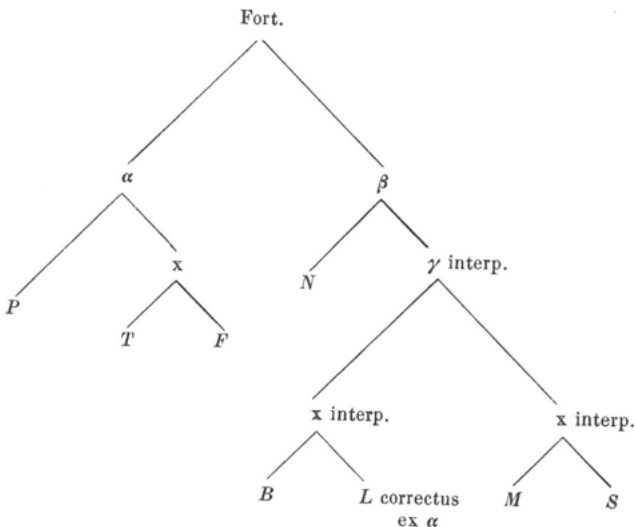 Fort.
α
β
x
N
γ interp.
P
T
F
x interp.
x interp.
B
L correctus
ex α
M
S